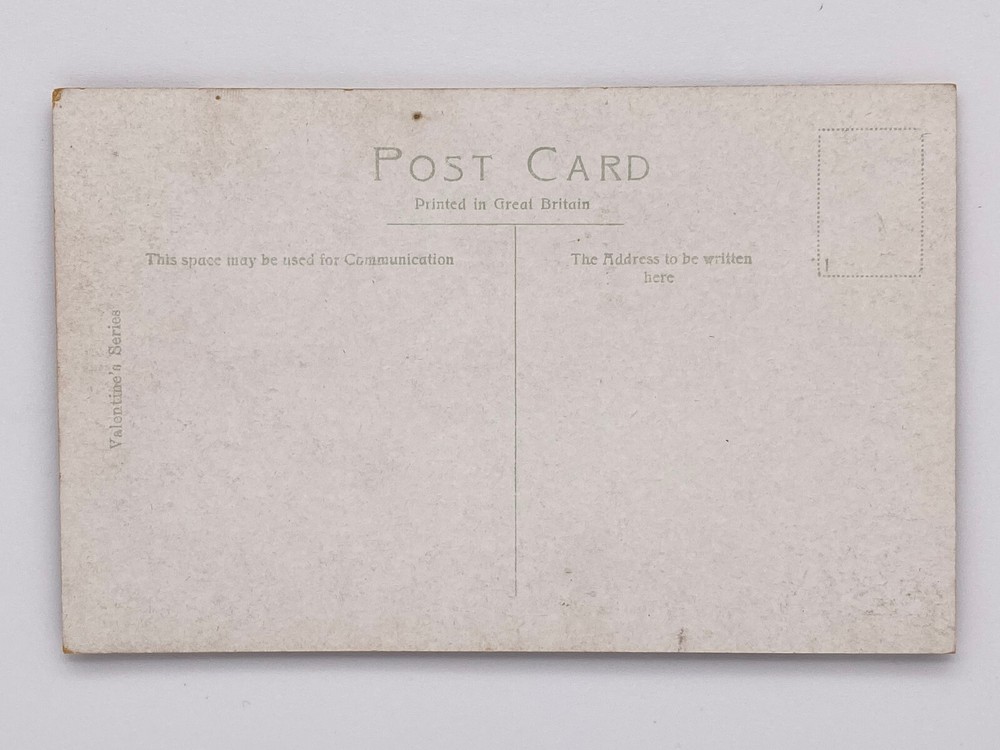 POST CARD
Printed in Great Britain
This space may be used for Communication
The Address to be written
here
Valentine's Series